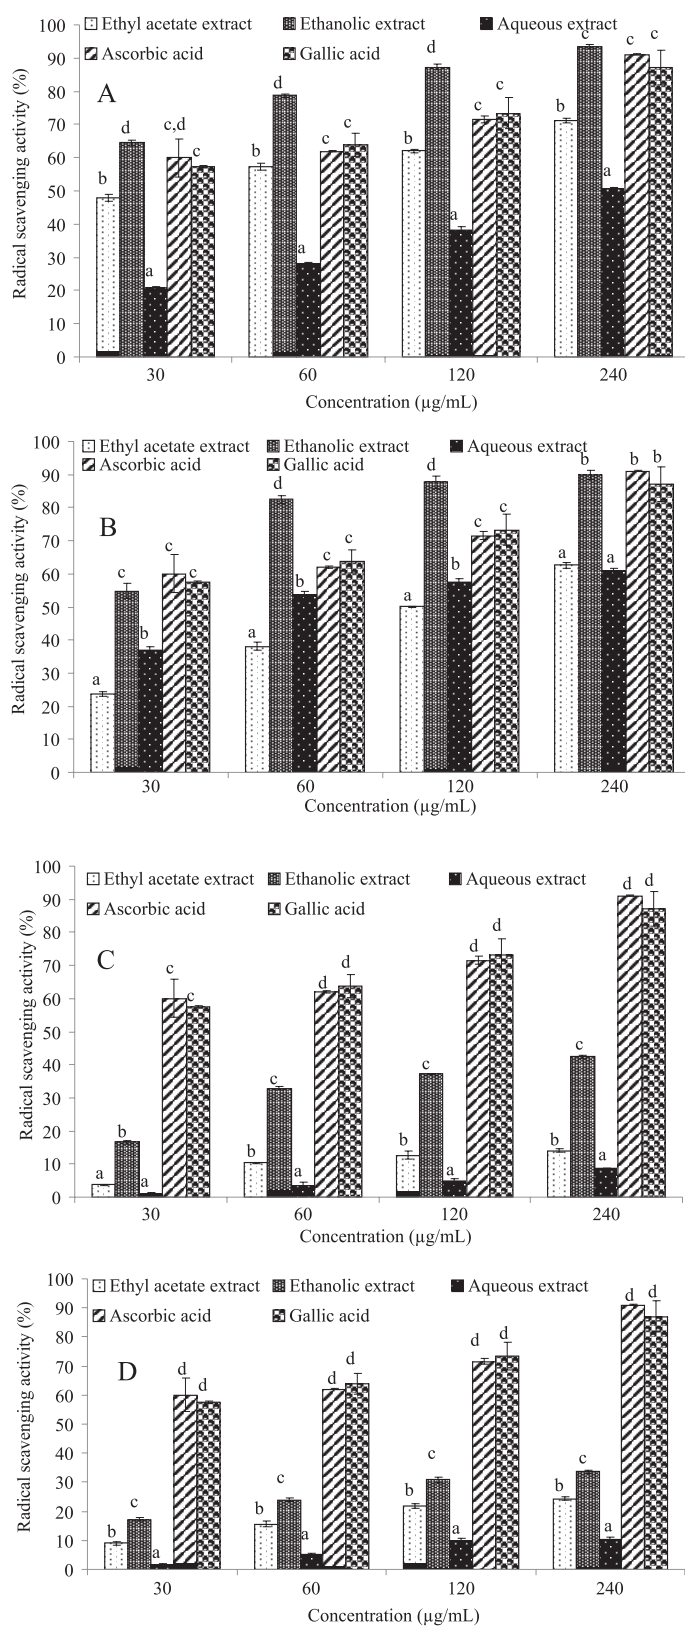 Ethyl acetate extract Ethanolic extract Aqueous extract
Ascorbic acid Gallic acid
A
Radical scavenging activity (%)
100
90
80
70
60
50
40
30
20
10
0
b d a c,d c
b d a c c
b d a c c
b c a c c
30 60 120 240
Concentration (µg/mL)
Ethyl acetate extract Ethanolic extract Aqueous extract
Ascorbic acid Gallic acid
B
Radical scavenging activity (%)
100
90
80
70
60
50
40
30
20
10
0
a c b c c
a d b c c
a d b c c
a b a b b
30 60 120 240
Concentration (µg/mL)
Ethyl acetate extract Ethanolic extract Aqueous extract
Ascorbic acid Gallic acid
C
Radical scavenging activity (%)
100
90
80
70
60
50
40
30
20
10
0
a b a c c
b c a d d
b c a d d
b c a d d
30 60 120 240
Concentration (µg/mL)
Ethyl acetate extract Ethanolic extract Aqueous extract
Ascorbic acid Gallic acid
D
Radical scavenging activity (%)
100
90
80
70
60
50
40
30
20
10
0
b c a d d
b c a d d
b c a d d
b c a d d
30 60 120 240
Concentration (µg/mL)